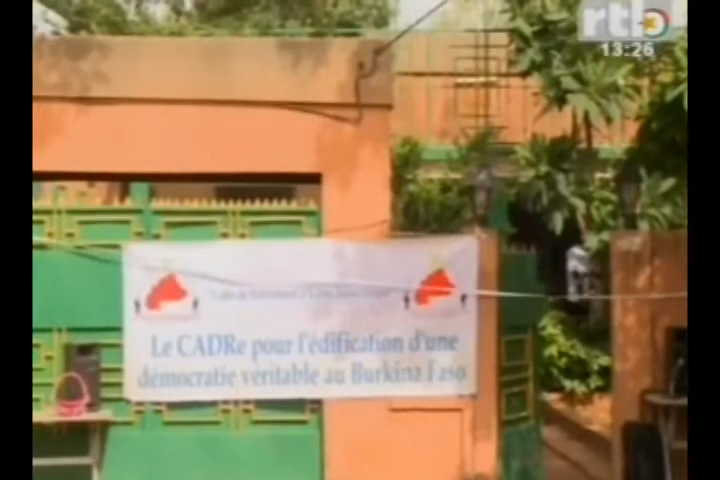 rtb
13:26
Le CADRe pour l'édification d'une
démocratie véritable au Burkina Faso